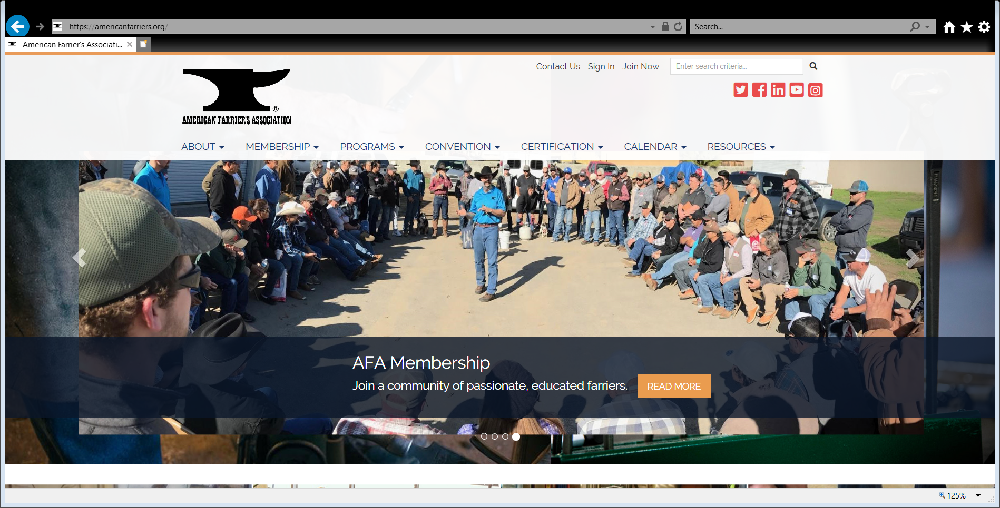 https://americanfarriers.org/
Search...
American Farrier's Associati...
Contact Us Sign In Join Now Enter search criteria...
®
AMERICAN FARRIER'S ASSOCIATION
ABOUT MEMBERSHIP PROGRAMS CONVENTION CERTIFICATION CALENDAR RESOURCES
AFA Membership
Join a community of passionate, educated farriers. READ MORE
125%